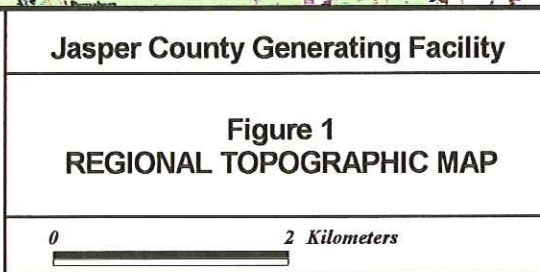 Jasper County Generating Facility
Figure 1
REGIONAL TOPOGRAPHIC MAP
0 2 Kilometers